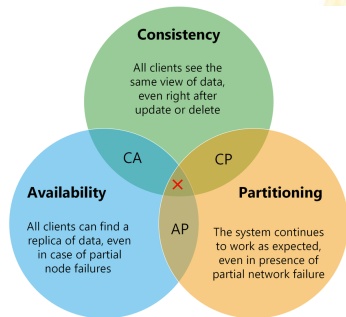 Consistency
All clients see the
same view of data,
even right after
update or delete
CA
CP
Availability
All clients can find a
replica of data, even
in case of partial
node failures
AP
Partitioning
The system continues
to work as expected,
even in presence of
partial network failure